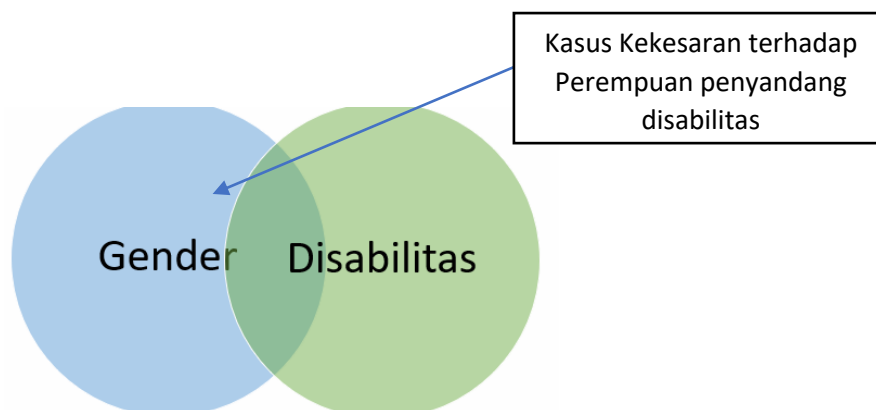 Kasus Kekesaran terhadap
Perempuan penyandang
disabilitas
Gender
Disabilitas